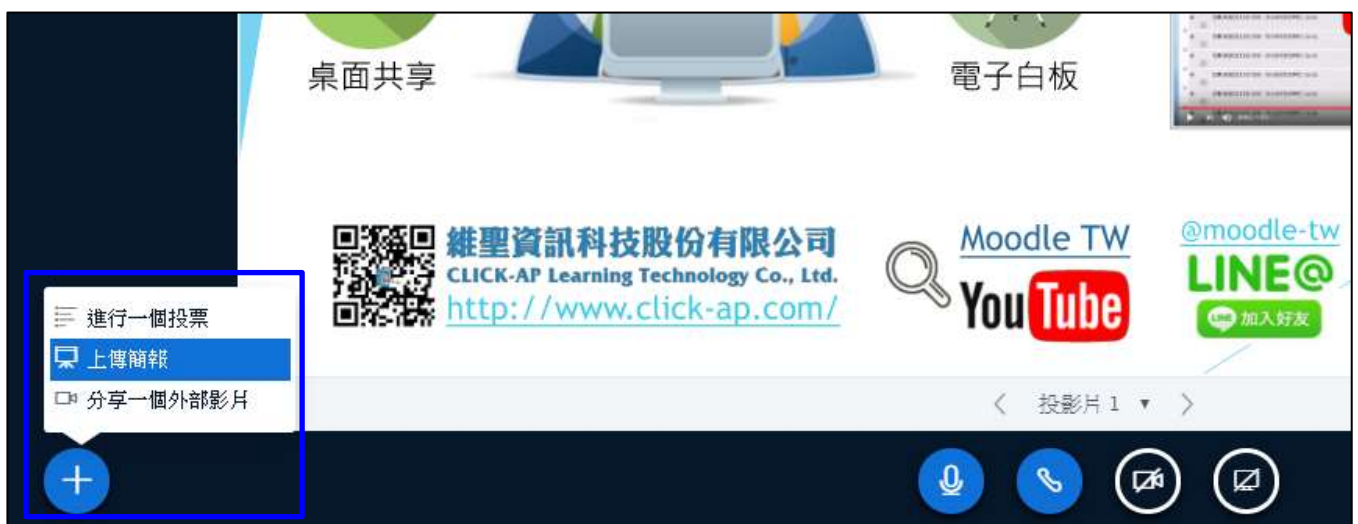 桌面共享
電子白板
維聖資訊科技股份有限公司
CLICK-AP Learning Technology Co., Ltd.
http://www.click-ap.com/
Moodle TW
YouTube
@moodle-tw
LINE@
LINE 加入好友
進行一個投票
上傳簡報
分享一個外部影片
投影片 1